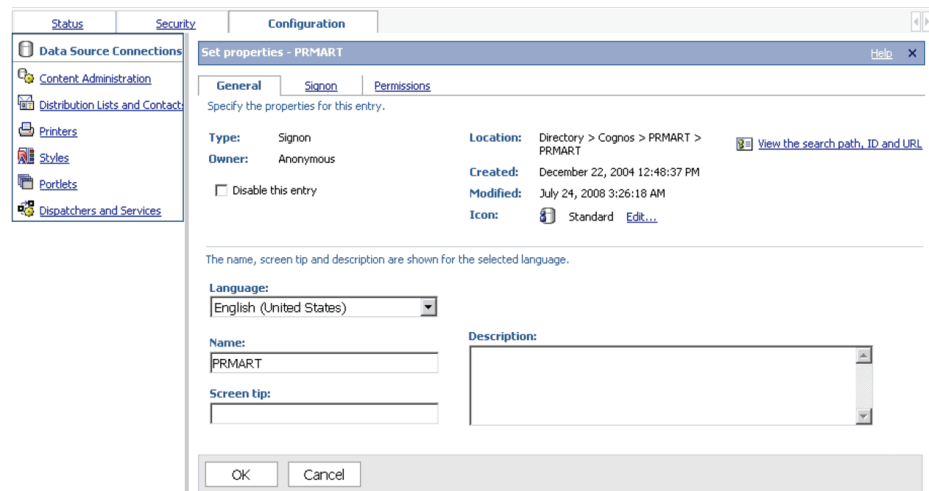 Status Security Configuration
Data Source Connections
Content Administration
Distribution Lists and Contacts
Printers
Styles
Portlets
Dispatchers and Services
Set properties - PRMART Help
General Signon Permissions
Specify the properties for this entry.
Type: Signon
Owner: Anonymous
Disable this entry
Location: Directory > Cognos > PRMART >
PRMART
Created: December 22, 2004 12:48:37 PM
Modified: July 24, 2008 3:26:18 AM
Icon: Standard Edit...
View the search path, ID and URL
The name, screen tip and description are shown for the selected language.
Language:
English (United States)
Name:
PRMART
Screen tip:
Description:
OK Cancel